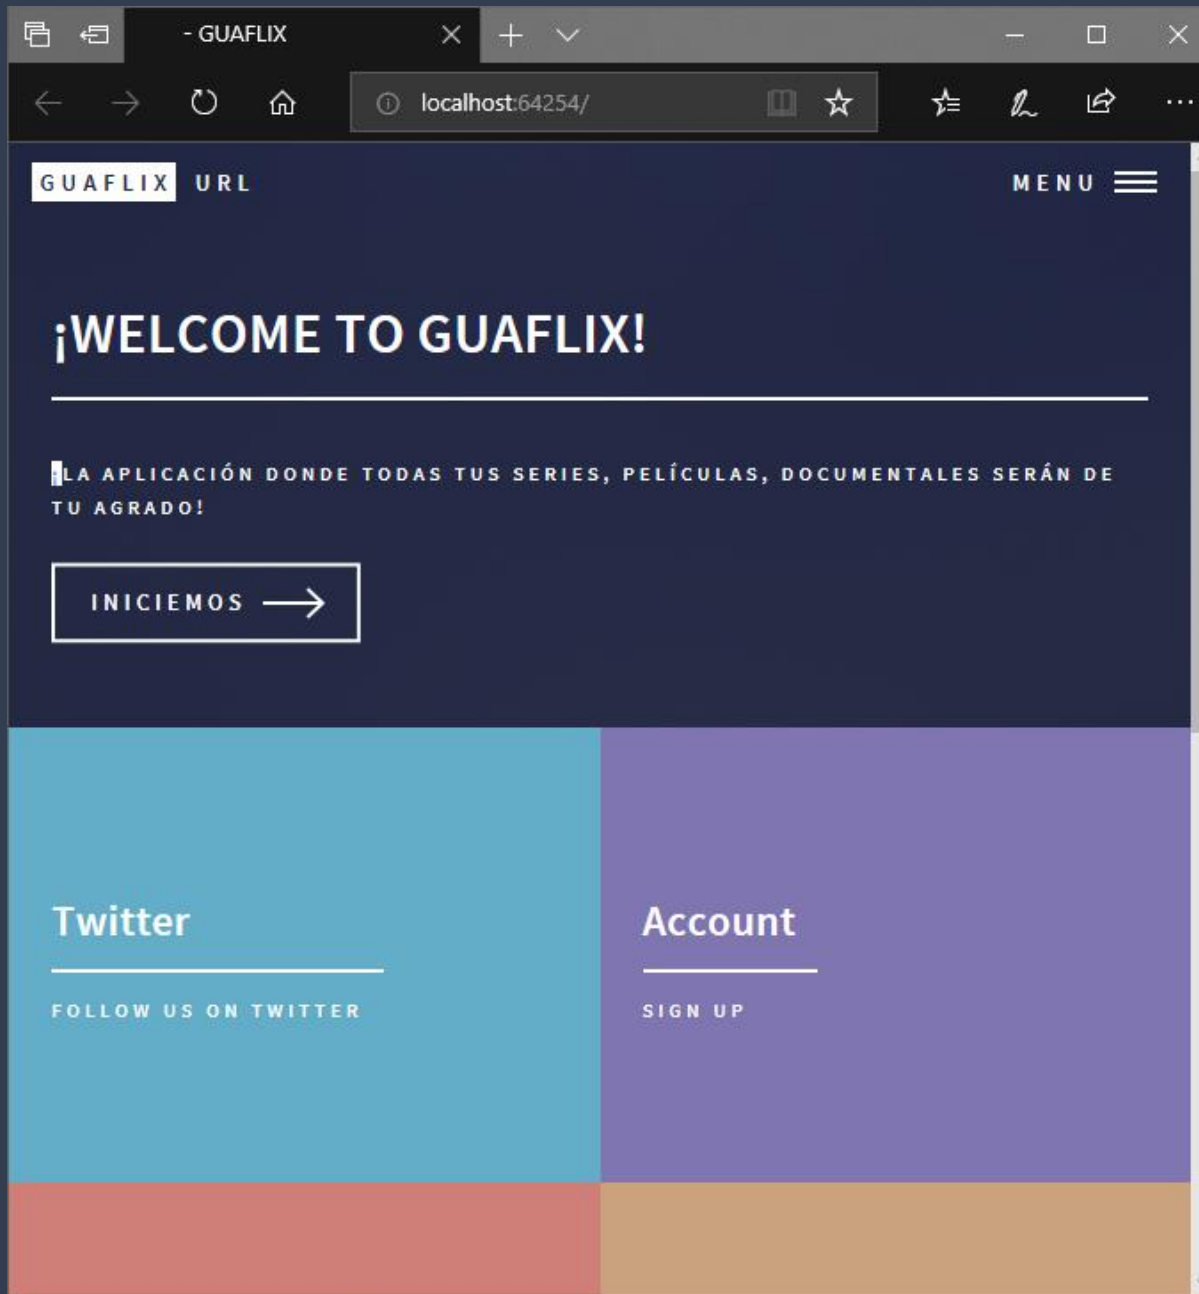 - GUAFLIX
localhost:64254/
GUAFLIX URL
MENU
¡WELCOME TO GUAFLIX!
¡LA APLICACIÓN DONDE TODAS TUS SERIES, PELÍCULAS, DOCUMENTALES SERÁN DE
TU AGRADO!
INICIEMOS
Twitter
FOLLOW US ON TWITTER
Account
SIGN UP